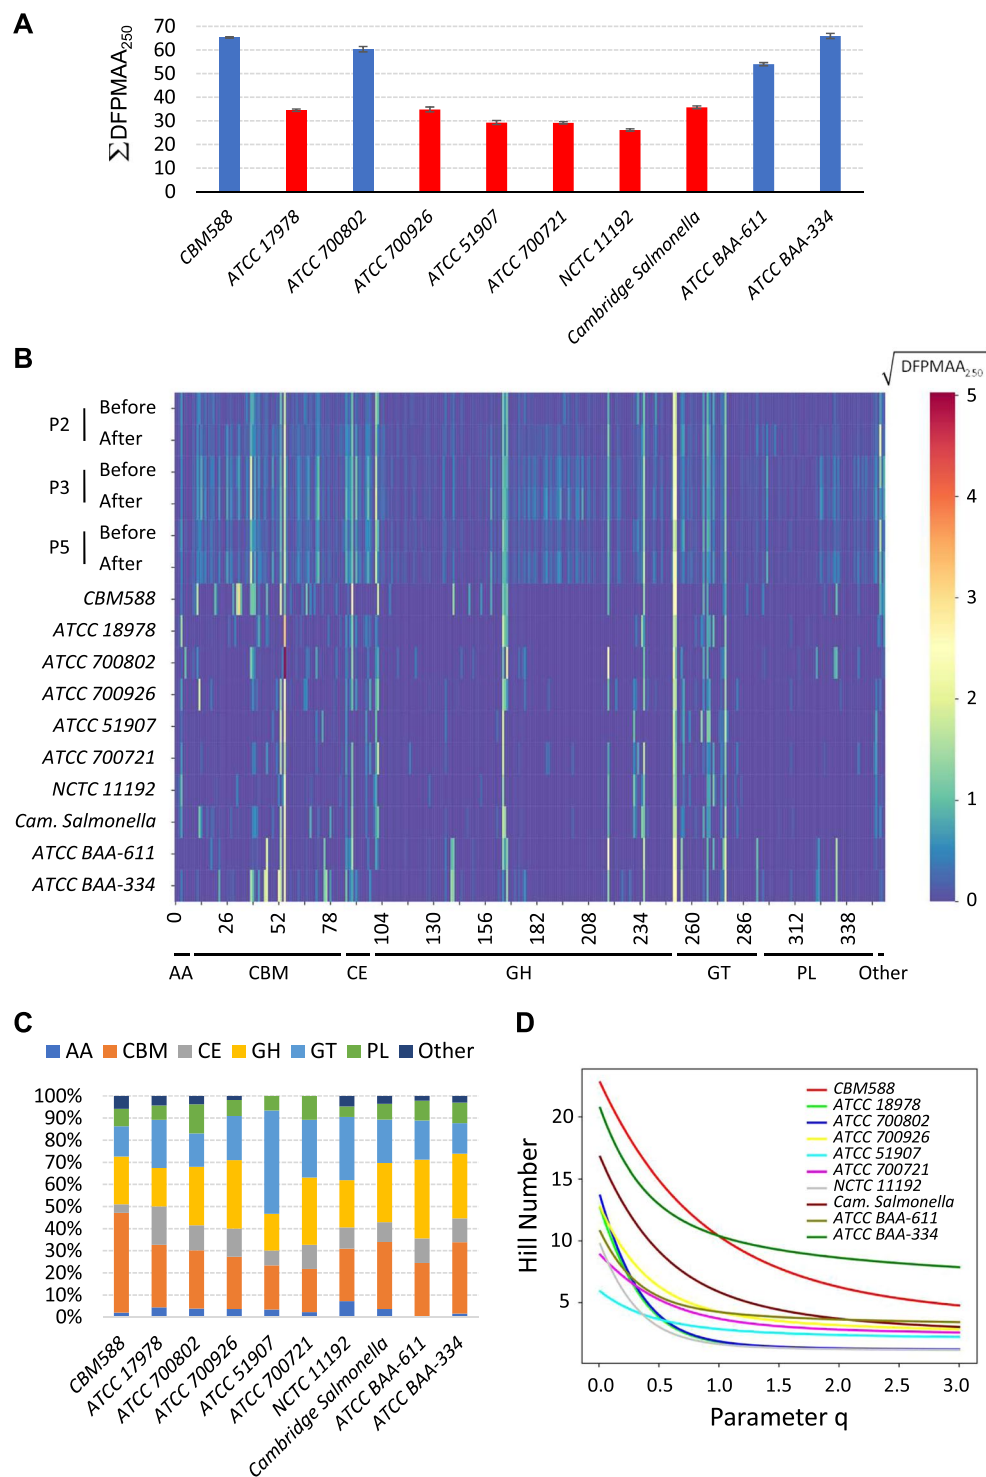 A
∑DFPMAA250
70
60
50
40
30
20
10
0
CBM588
ATCC 17978
ATCC 700802
ATCC 700926
ATCC 51907
ATCC 700721
NCTC 11192
Cambridge Salmonella
ATCC BAA-611
ATCC BAA-334
B
√DFPMAA250
P2
Before
After
P3
Before
After
P5
Before
After
CBM588
ATCC 18978
ATCC 700802
ATCC 700926
ATCC 51907
ATCC 700721
NCTC 11192
Cam. Salmonella
ATCC BAA-611
ATCC BAA-334
5
4
3
2
1
0
0 26 52 78 104 130 156 182 208 234 260 286 312 338
AA CBM CE GH GT PL Other
C
AA CBM CE GH GT PL Other
100%
90%
80%
70%
60%
50%
40%
30%
20%
10%
0%
CBM588
ATCC 17978
ATCC 700802
ATCC 700926
ATCC 51907
ATCC 700721
NCTC 11192
Cambridge Salmonella
ATCC BAA-611
ATCC BAA-334
D
Hill Number
20
15
10
5
CBM588
ATCC 18978
ATCC 700802
ATCC 700926
ATCC 51907
ATCC 700721
NCTC 11192
Cam. Salmonella
ATCC BAA-611
ATCC BAA-334
0.0 0.5 1.0 1.5 2.0 2.5 3.0
Parameter q